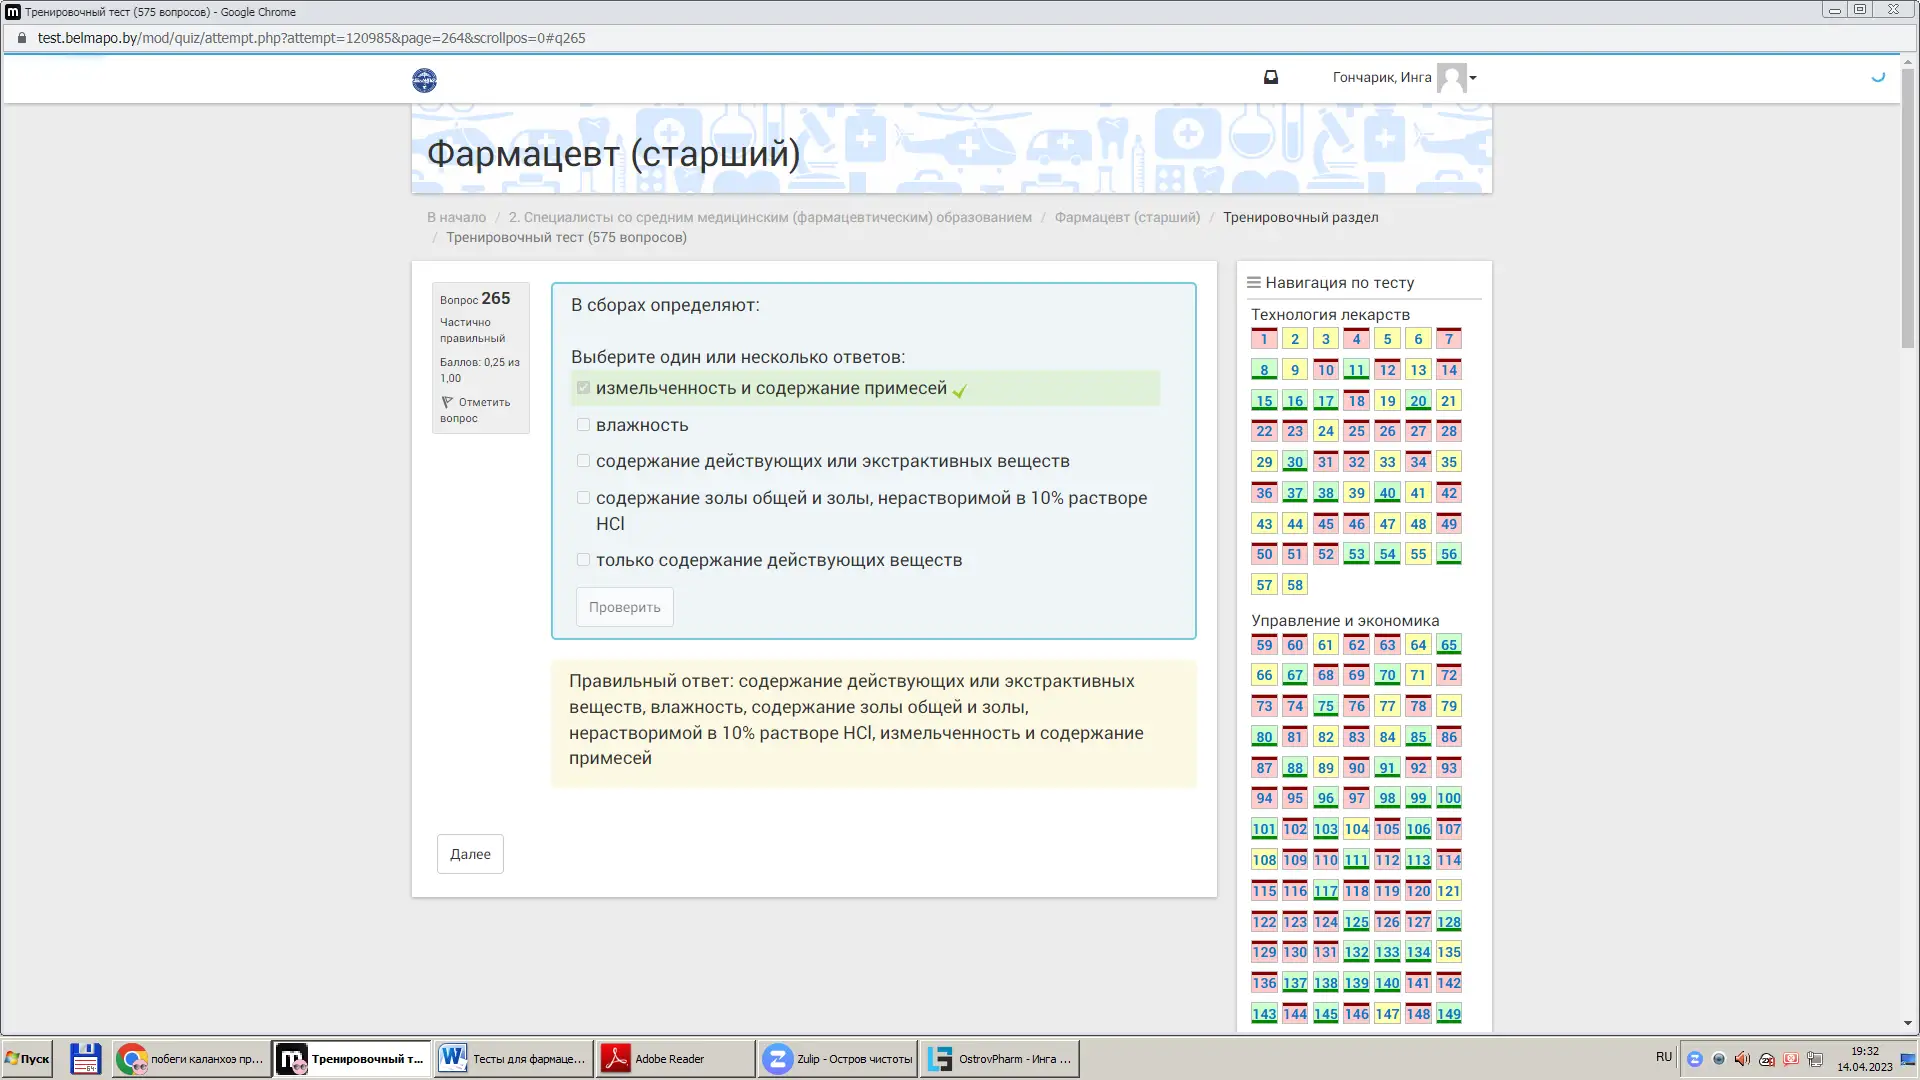 Тренировочный тест (575 вопросов) - Google Chrome
test.belmapo.by/mod/quiz/attempt.php?attempt=120985&page=264&scrollpos=0#q265
Гончарик, Инга
Фармацевт (старший)
В начало / 2. Специалисты со средним медицинским (фармацевтическим) образованием / Фармацевт (старший) / Тренировочный раздел
/ Тренировочный тест (575 вопросов)
Вопрос 265
Частично
правильный
Баллов: 0,25 из
1,00
Отметить
вопрос
В сборах определяют:
Выберите один или несколько ответов:
измельченность и содержание примесей
влажность
содержание действующих или экстрактивных веществ
содержание золы общей и золы, нерастворимой в 10% растворе
HCl
только содержание действующих веществ
Проверить
Правильный ответ: содержание действующих или экстрактивных
веществ, влажность, содержание золы общей и золы,
нерастворимой в 10% растворе HCl, измельченность и содержание
примесей
Далее
Навигация по тесту
Технология лекарств
1 2 3 4 5 6 7
8 9 10 11 12 13 14
15 16 17 18 19 20 21
22 23 24 25 26 27 28
29 30 31 32 33 34 35
36 37 38 39 40 41 42
43 44 45 46 47 48 49
50 51 52 53 54 55 56
57 58
Управление и экономика
59 60 61 62 63 64 65
66 67 68 69 70 71 72
73 74 75 76 77 78 79
80 81 82 83 84 85 86
87 88 89 90 91 92 93
94 95 96 97 98 99 100
101 102 103 104 105 106 107
108 109 110 111 112 113 114
115 116 117 118 119 120 121
122 123 124 125 126 127 128
129 130 131 132 133 134 135
136 137 138 139 140 141 142
143 144 145 146 147 148 149
Пуск
64
побеги каланхоэ пр...
Тренировочный т...
Тесты для фармаце...
Adobe Reader
Zulip - Остров чистоты
OstrovPharm - Инга ...
RU
19:32
14.04.2023